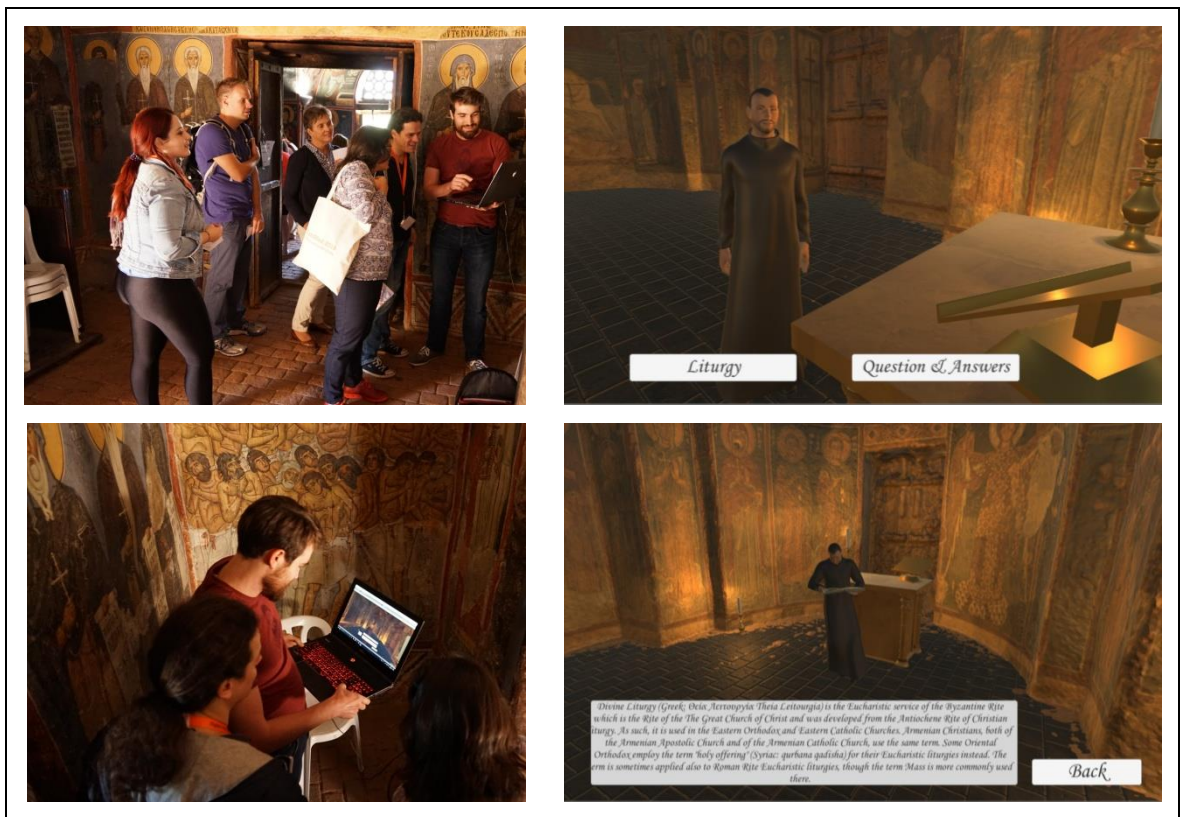 Liturgy
Question & Answers
Divine Liturgy (Greek: Θεία Λειτουργία Theia Leitourgia) is the Eucharistic service of the Byzantine Rite
which is the Rite of the The Great Church of Christ and was developed from the Antiochene Rite of Christian
iturgy. As such, it is used in the Eastern Orthodox and Eastern Catholic Churches. Armenian Christians, both of
the Armenian Apostolic Church and of the Armenian Catholic Church, use the same term. Some Oriental
Orthodox employ the term "holy offering" (Syriac: qurbana qadisha) for their Eucharistic liturgies instead. The
erm is sometimes applied also to Roman Rite Eucharistic liturgies, though the term Mass is more commonly used
there.
Back